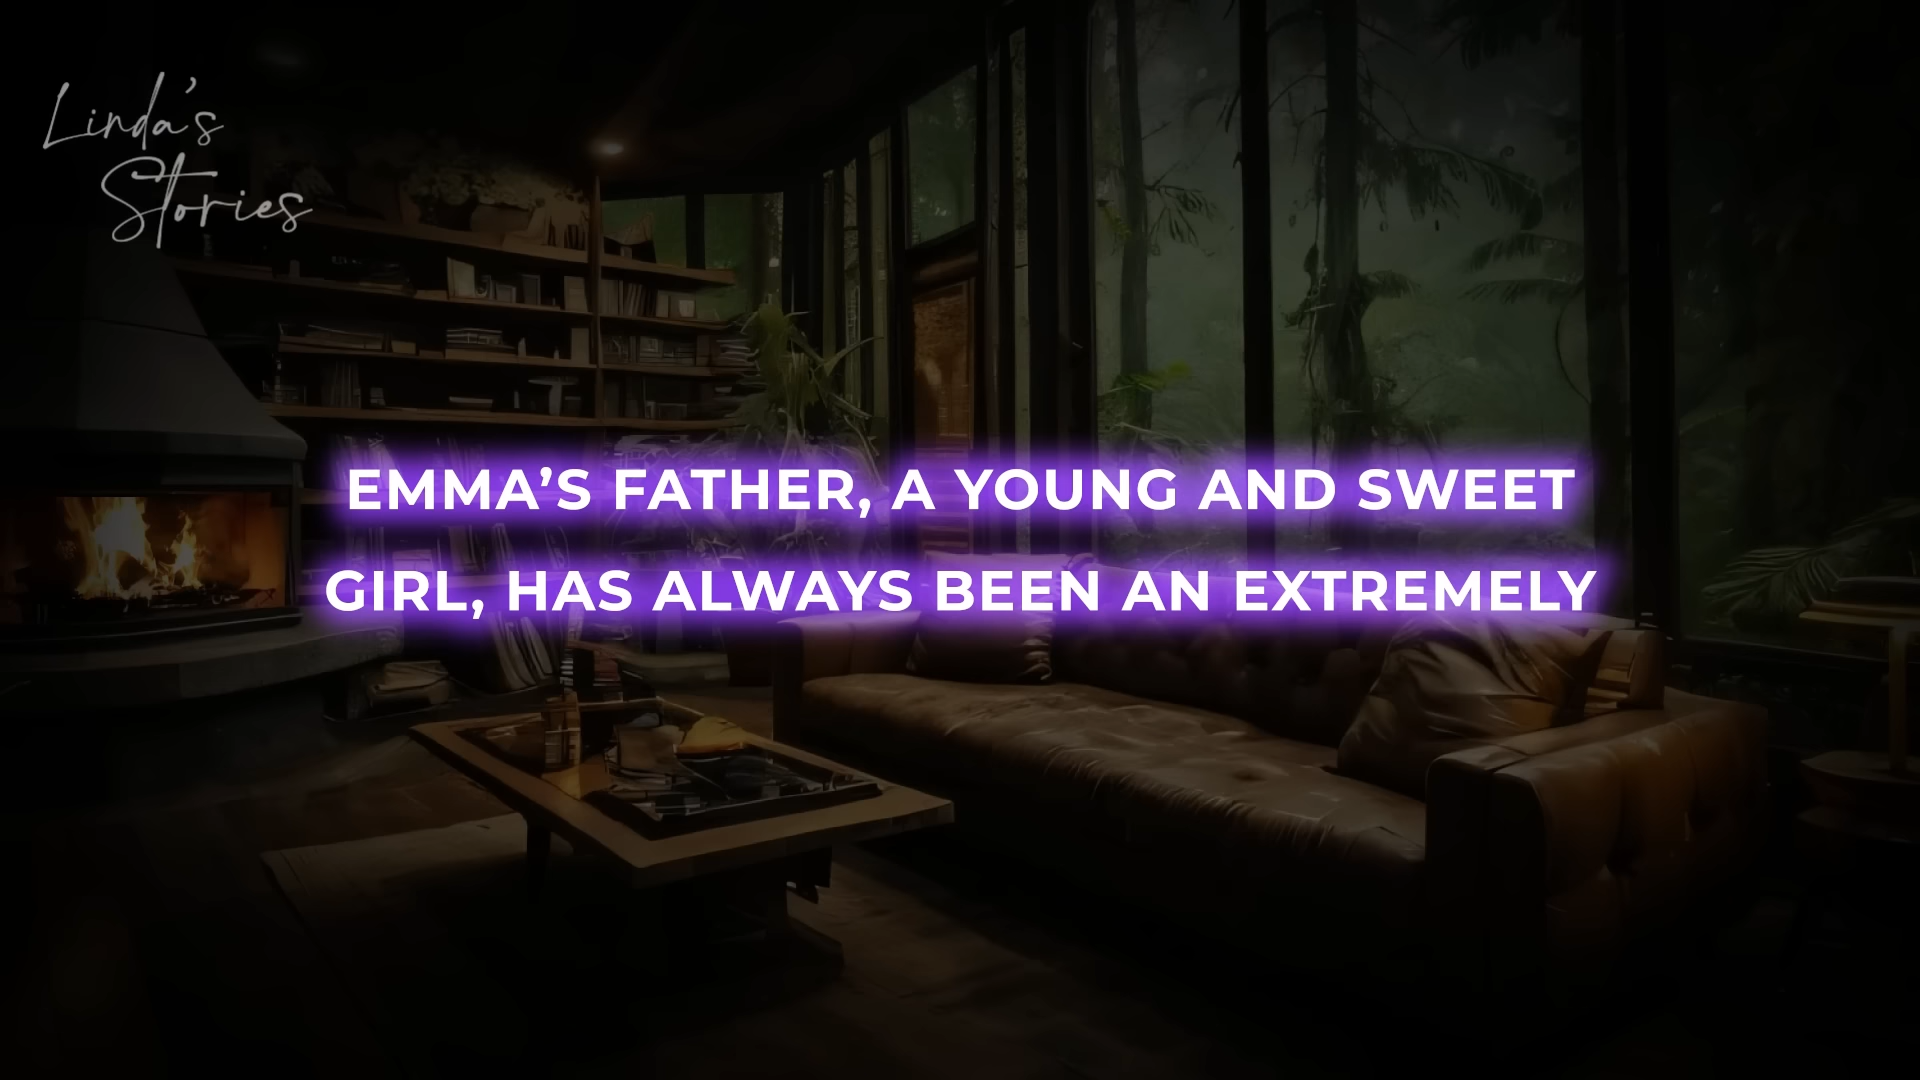 Linda's
Stories
EMMA’S FATHER, A YOUNG AND SWEET
GIRL, HAS ALWAYS BEEN AN EXTREMELY